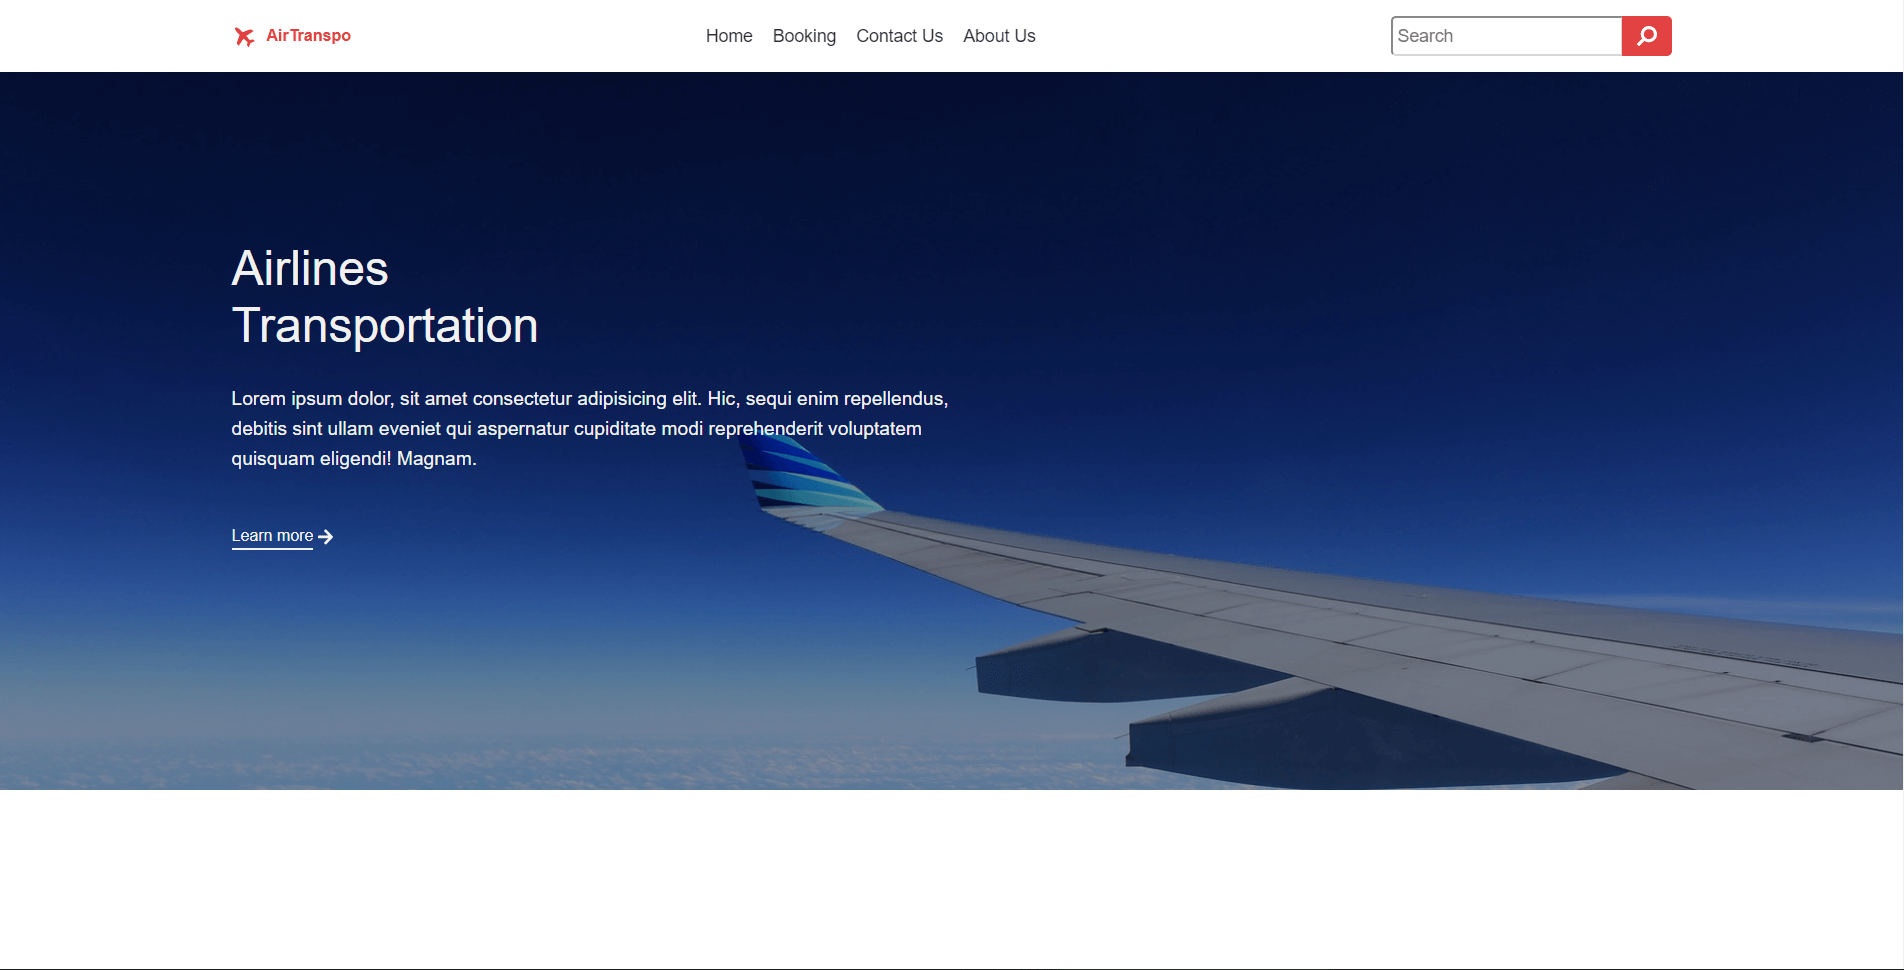 AirTranspo
Home Booking Contact Us About Us
Search
Airlines
Transportation
Lorem ipsum dolor, sit amet consectetur adipisicing elit. Hic, sequi enim repellendus,
debitis sint ullam eveniet qui aspernatur cupiditate modi reprehenderit voluptatem
quisquam eligendi! Magnam.
Learn more